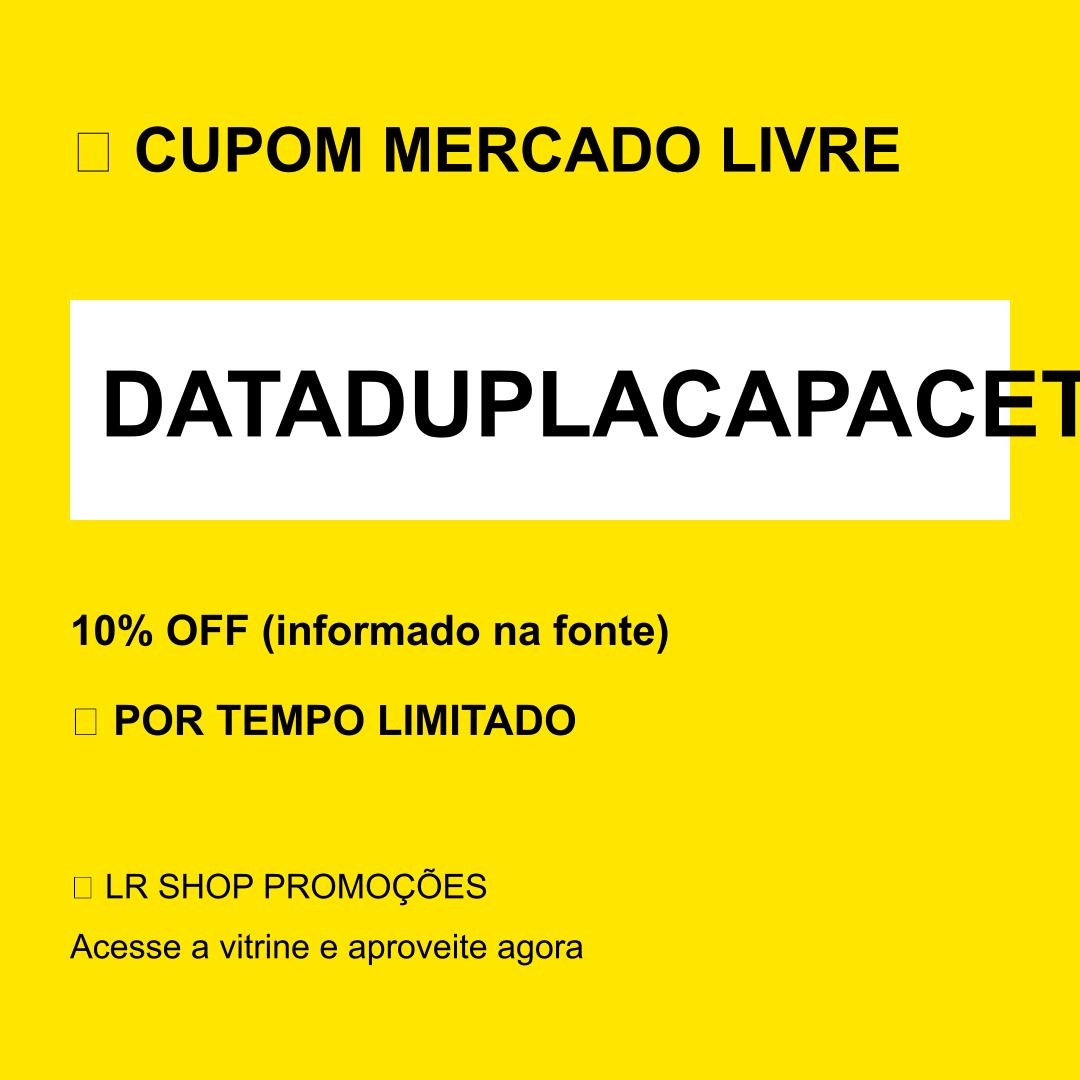 CUPOM MERCADO LIVRE
DATADUPLACAPACET
10% OFF (informado na fonte)
POR TEMPO LIMITADO
LR SHOP PROMOÇÕES
Acesse a vitrine e aproveite agora